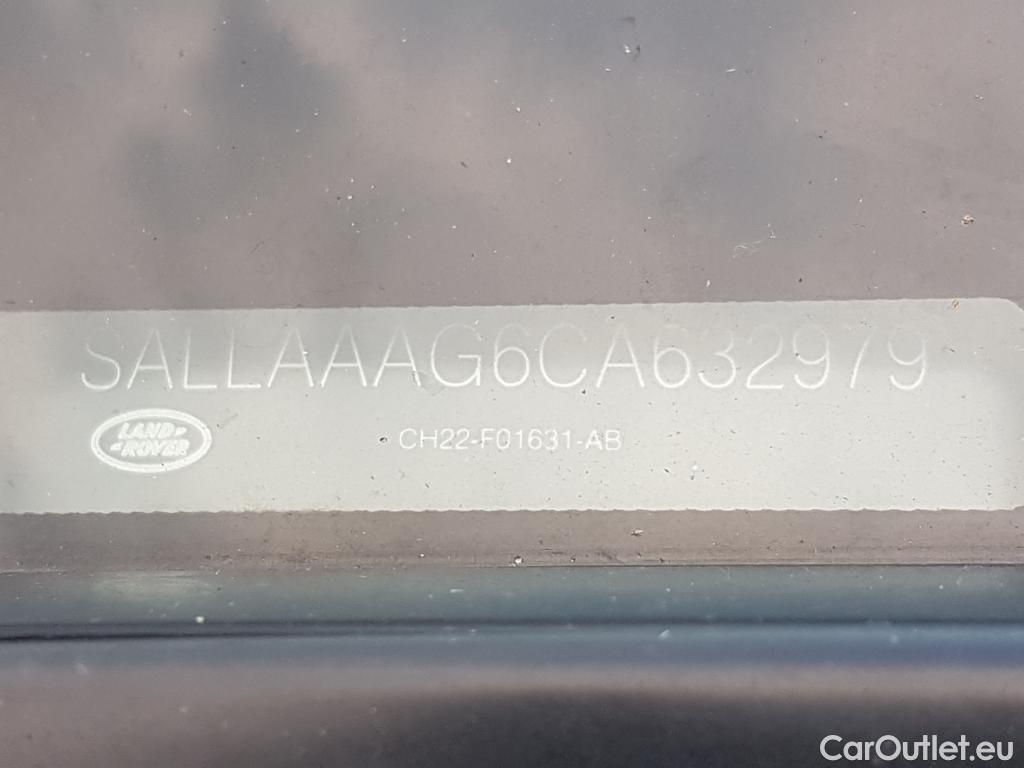 SALLAAAG6CA632979
LAND
ROVER
CH22-F01631-AB
CarOutlet.eu